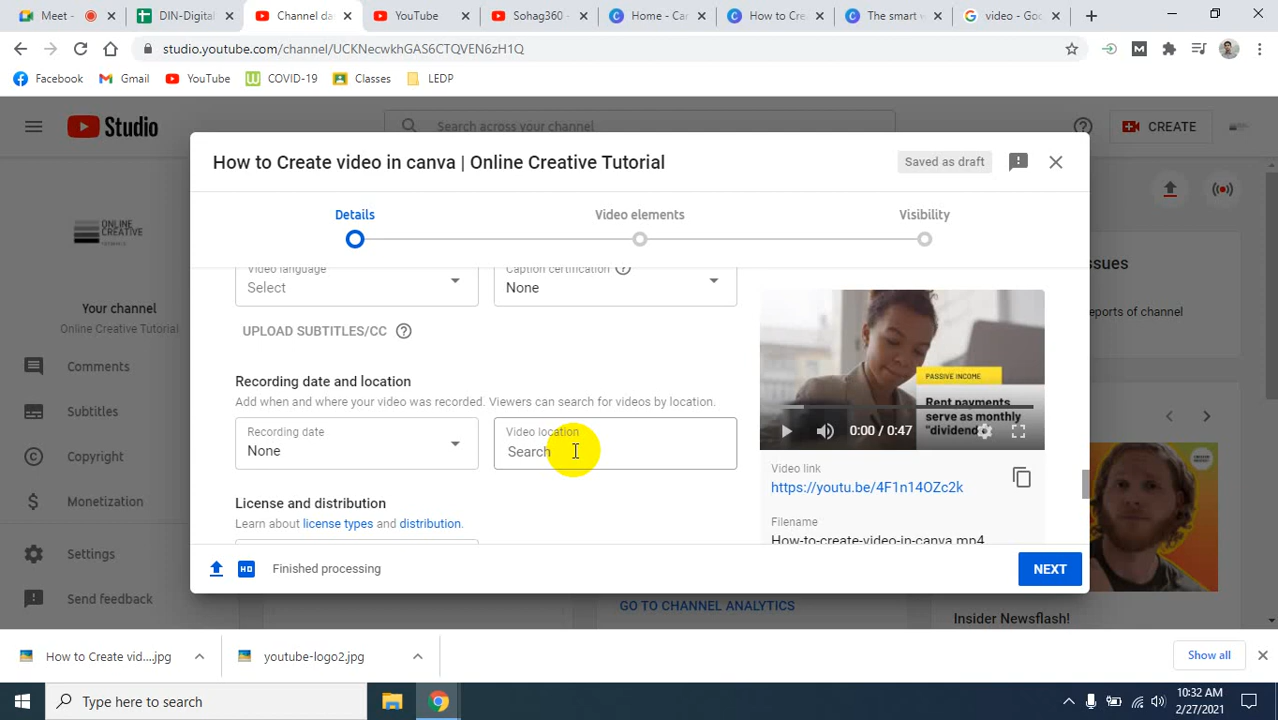 Meet -
DIN-Digital
Channel da
YouTube
Sohag360 -
Home - Ca
How to Cre
The smart v
video - Goo
studio.youtube.com/channel/UCKNecwkhGAS6CTQVEN6zH1Q
Facebook
Gmail
YouTube
COVID-19
Classes
LEDP
Studio
Search across your channel
CREATE
How to Create video in canva | Online Creative Tutorial
Saved as draft
Details
Video elements
Visibility
ONLINE
CREATIVE
Your channel
Online Creative Tutorial
Comments
Subtitles
Copyright
Monetization
Settings
Send feedback
Video language
Select
Caption certification
None
UPLOAD SUBTITLES/CC
Recording date and location
Add when and where your video was recorded. Viewers can search for videos by location.
Recording date
None
Video location
Search
License and distribution
Learn about license types and distribution.
PASSIVE INCOME
Rent payments
serve as monthly
"dividend
0:00 / 0:47
Video link
https://youtu.be/4F1n14OZc2k
Filename
How-to-create-video-in-canva.mp4
HD
Finished processing
NEXT
ssues
ports of channel
GO TO CHANNEL ANALYTICS
Insider Newsflash!
How to Create vid....jpg
youtube-logo2.jpg
Show all
Type here to search
10:32 AM
2/27/2021